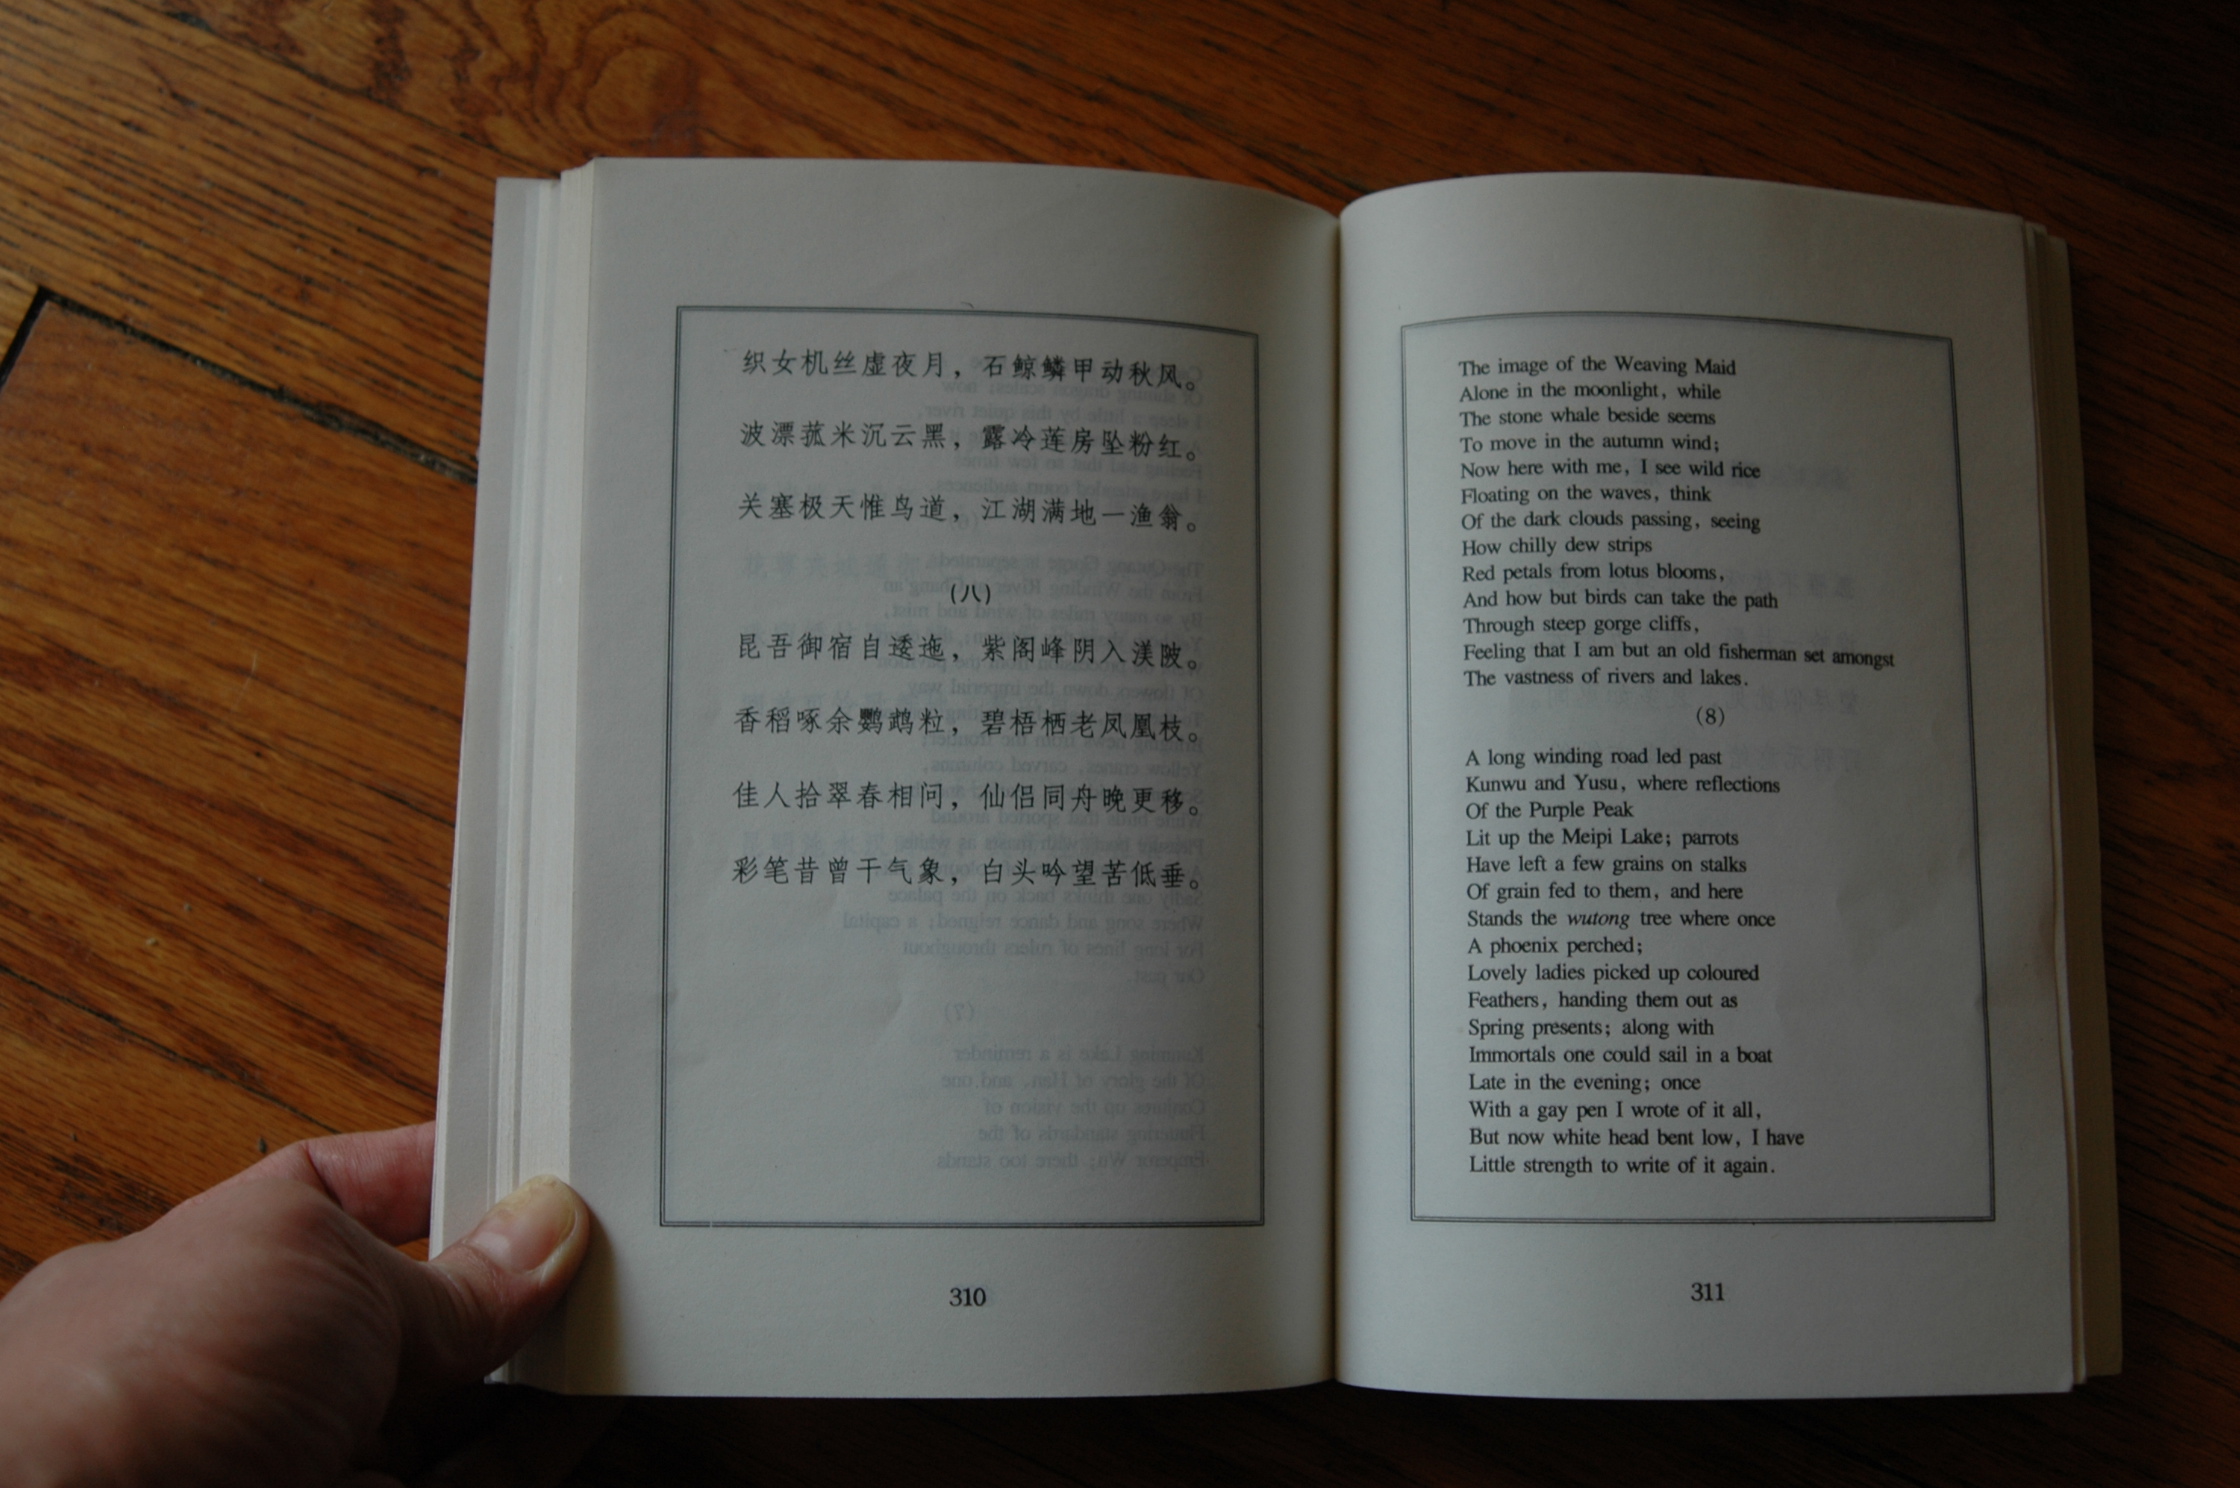 织女机丝虚夜月，石鲸鳞甲动秋风。
波漂菰米沉云黑，露冷莲房坠粉红。
关塞极天惟鸟道，江湖满地一渔翁。
(八)
昆吾御宿自逶迤，紫阁峰阴入渼陂。
香稻啄余鹦鹉粒，碧梧栖老凤凰枝。
佳人拾翠春相问，仙侣同舟晚更移。
彩笔昔曾干气象，白头吟望苦低垂。
310
The image of the Weaving Maid
Alone in the moonlight, while
The stone whale beside seems
To move in the autumn wind;
Now here with me, I see wild rice
Floating on the waves, think
Of the dark clouds passing, seeing
How chilly dew strips
Red petals from lotus blooms,
And how but birds can take the path
Through steep gorge cliffs,
Feeling that I am but an old fisherman set amongst
The vastness of rivers and lakes.
(8)
A long winding road led past
Kunwu and Yusu, where reflections
Of the Purple Peak
Lit up the Meipi Lake; parrots
Have left a few grains on stalks
Of grain fed to them, and here
Stands the wutong tree where once
A phoenix perched;
Lovely ladies picked up coloured
Feathers, handing them out as
Spring presents; along with
Immortals one could sail in a boat
Late in the evening; once
With a gay pen I wrote of it all,
But now white head bent low, I have
Little strength to write of it again.
311